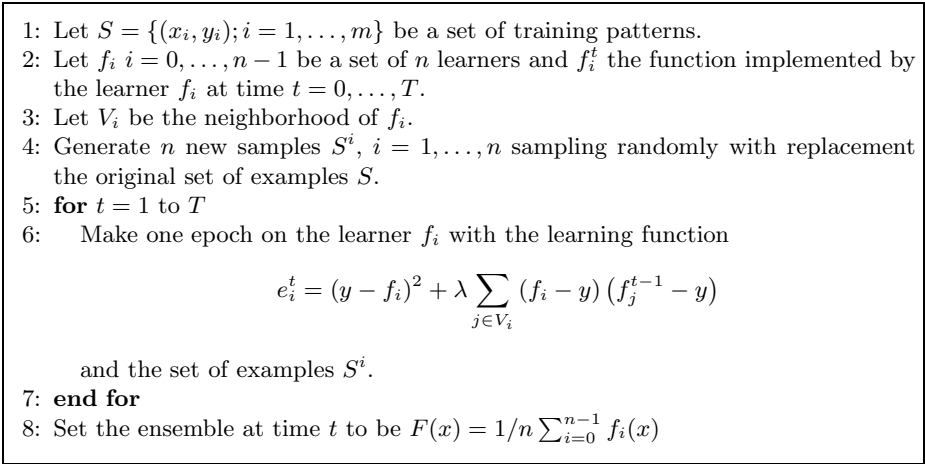 1: Let S = {(x_i, y_i); i = 1, . . . , m} be a set of training patterns.
2: Let f_i i = 0, . . . , n − 1 be a set of n learners and f_i^t the function implemented by
the learner f_i at time t = 0, . . . , T.
3: Let V_i be the neighborhood of f_i.
4: Generate n new samples S^i, i = 1, . . . , n sampling randomly with replacement
the original set of examples S.
5: for t = 1 to T
6: Make one epoch on the learner f_i with the learning function
e_i^t = (y − f_i)^2 + λ ∑_{j∈V_i} (f_i − y) (f_j^{t−1} − y)
and the set of examples S^i.
7: end for
8: Set the ensemble at time t to be F(x) = 1/n ∑_{i=0}^{n−1} f_i(x)